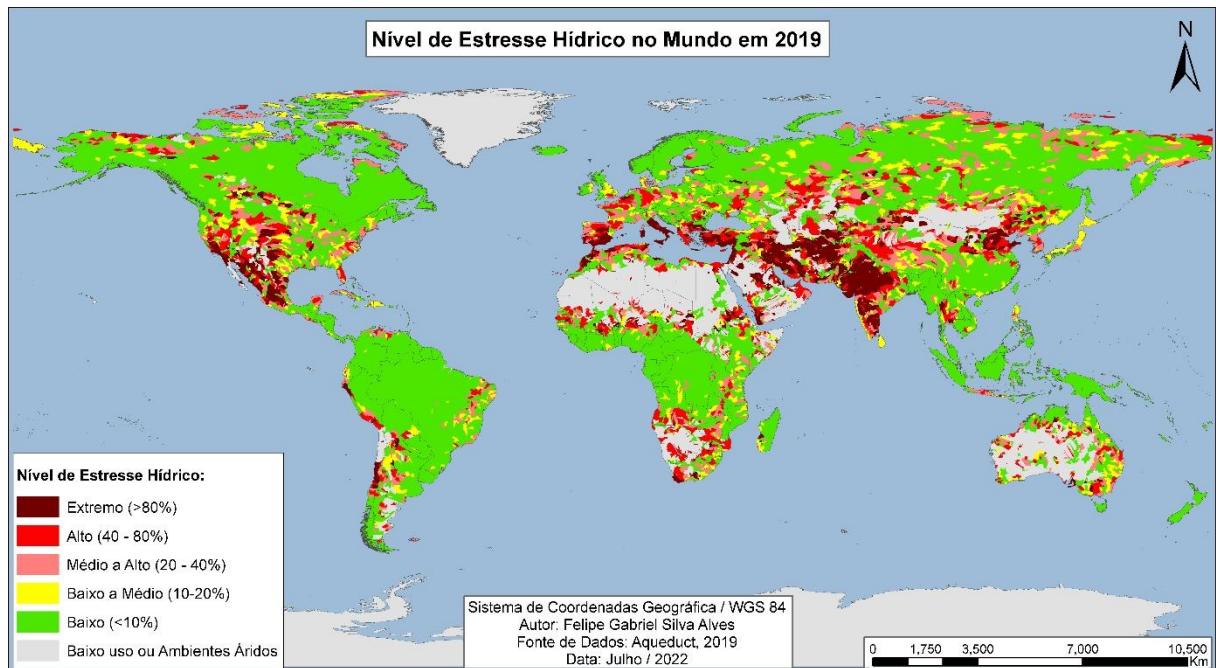 Nível de Estresse Hídrico no Mundo em 2019
N
Nível de Estresse Hídrico:
Extremo (>80%)
Alto (40 - 80%)
Médio a Alto (20 - 40%)
Baixo a Médio (10-20%)
Baixo (<10%)
Baixo uso ou Ambientes Áridos
Sistema de Coordenadas Geográfica / WGS 84
Autor: Felipe Gabriel Silva Alves
Fonte de Dados: Aqueduct, 2019
Data: Julho / 2022
0 1,750 3,500 7,000 10,500
Km